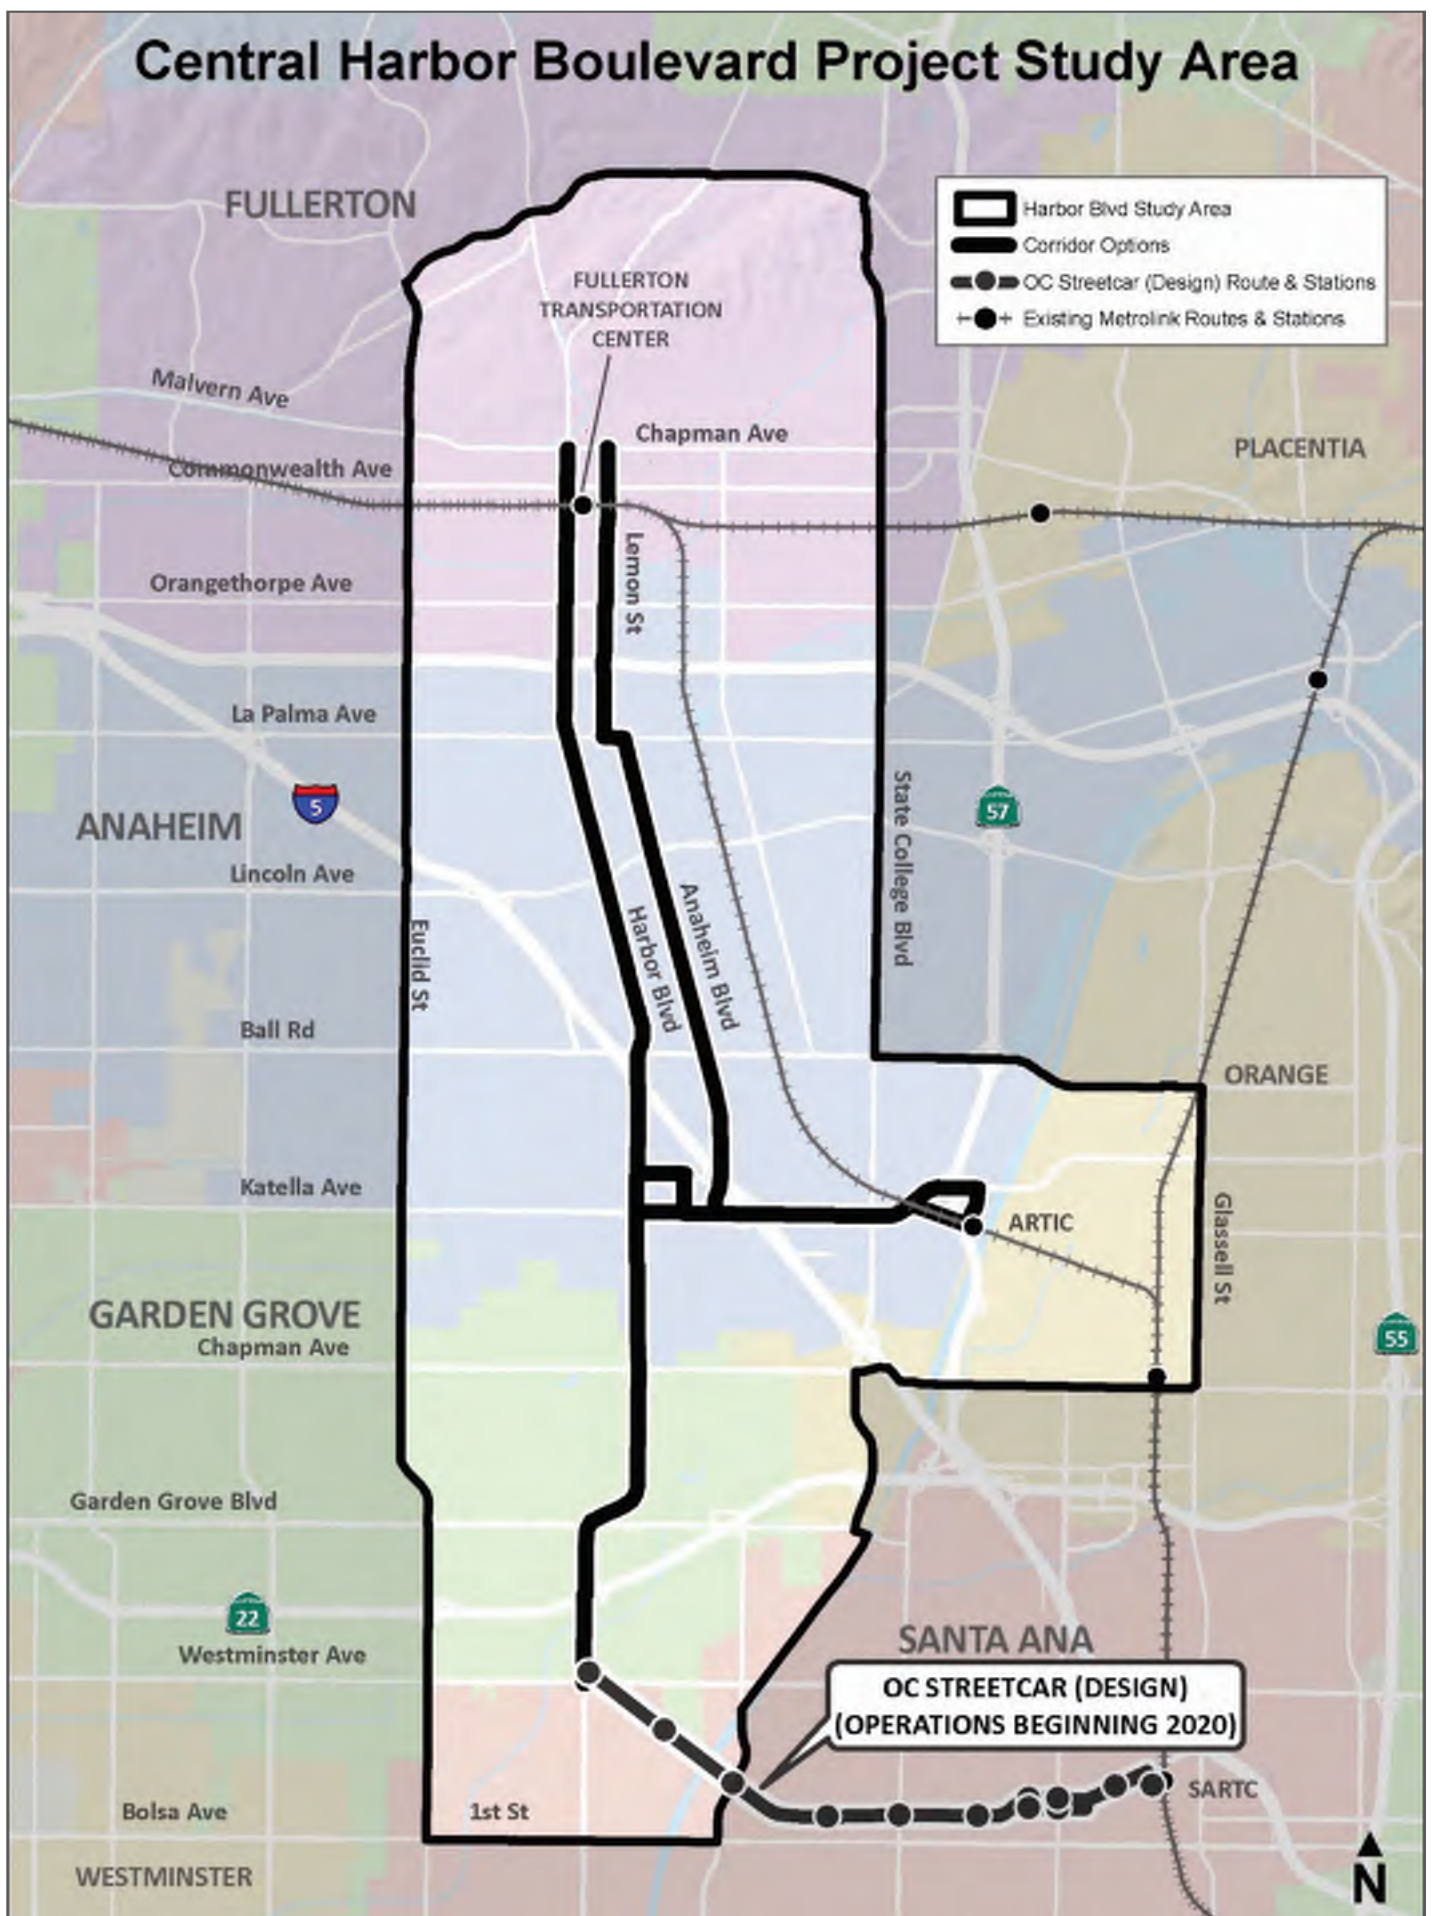 Central Harbor Boulevard Project Study Area
FULLERTON
Harbor Blvd Study Area
Corridor Options
OC Streetcar (Design) Route & Stations
Existing Metrolink Routes & Stations
FULLERTON
TRANSPORTATION
CENTER
Malvern Ave
Chapman Ave
PLACENTIA
Commonwealth Ave
Lemon St
Orangethorpe Ave
La Palma Ave
5
ANAHEIM
57
State College Blvd
Lincoln Ave
Euclid St
Harbor Blvd
Anaheim Blvd
Ball Rd
ORANGE
Katella Ave
ARTIC
Glassell St
GARDEN GROVE
Chapman Ave
55
Garden Grove Blvd
22
SANTA ANA
Westminster Ave
OC STREETCAR (DESIGN)
(OPERATIONS BEGINNING 2020)
SARTC
Bolsa Ave
1st St
WESTMINSTER
N